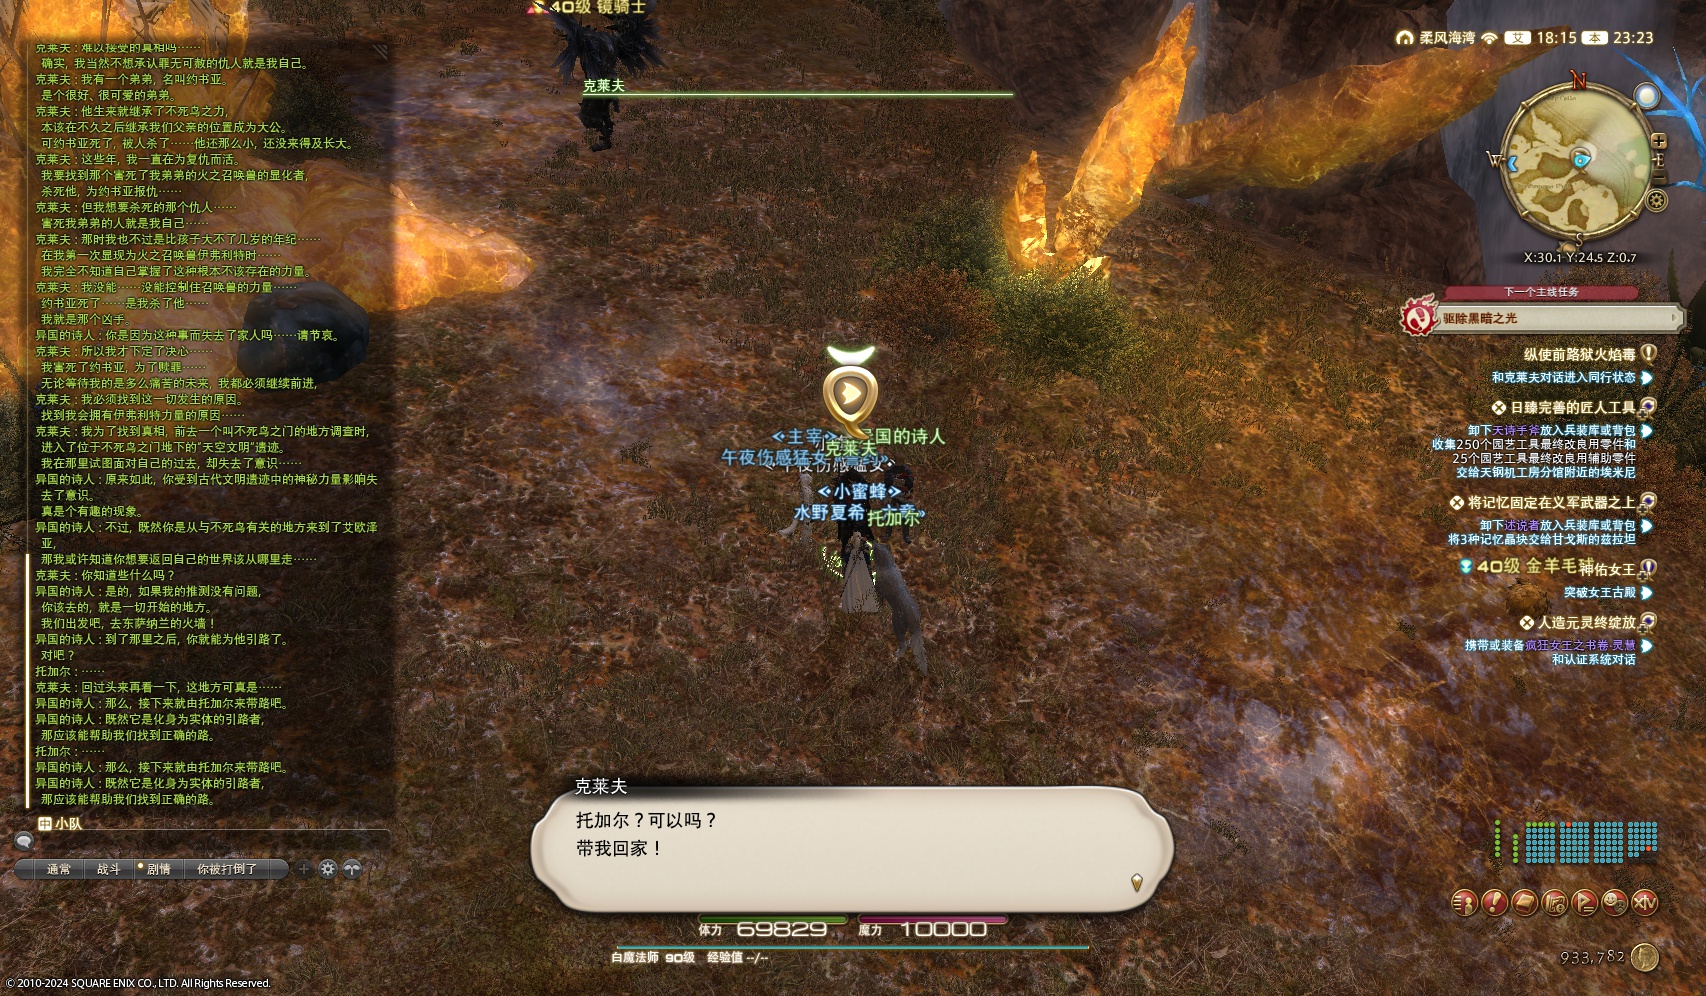 克莱夫：难以接受的真相吗……
确实，我当然不想承认罪无可赦的仇人就是我自己。
克莱夫：我有一个弟弟，名叫约书亚。
是个很好、很可爱的弟弟。
克莱夫：他生来就继承了不死鸟之力，
本该在不久之后继承我们父亲的位置成为大公。
可约书亚死了，被人杀了……他还那么小，还没来得及长大。
克莱夫：这些年，我一直在为复仇而活。
我要找到那个害死了我弟弟的火之召唤兽的显化者，
杀死他，为约书亚报仇……
克莱夫：但我想要杀死的那个仇人……
害死我弟弟的人就是我自己……
克莱夫：那时我也不过是比孩子大不了几岁的年纪……
在我第一次显现为火之召唤兽伊弗利特时……
我完全不知道自己掌握了这种根本不该存在的力量。
克莱夫：我没能……没能控制住召唤兽的力量……
约书亚死了……是我杀了他……
我就是那个凶手。
异国的诗人：你是因为这种事而失去了家人吗……请节哀。
克莱夫：所以我才下定了决心……
我害死了约书亚，为了赎罪……
无论等待我的是多么痛苦的未来，我都必须继续前进，
克莱夫：我必须找到这一切发生的原因。
找到我会拥有伊弗利特力量的原因……
克莱夫：我为了找到真相，前去一个叫不死鸟之门的地方调查时，
进入了位于不死鸟之门地下的“天空文明”遗迹。
我在那里试图面对自己的过去，却失去了意识……
异国的诗人：原来如此，你受到古代文明遗迹中的神秘力量影响失
去了意识。
真是个有趣的现象。
异国的诗人：不过，既然你是从与不死鸟有关的地方来到了艾欧泽
亚，
那我或许知道你想要返回自己的世界该从哪里走……
克莱夫：你知道些什么吗？
异国的诗人：是的，如果我的推测没有问题，
你该去的，就是一切开始的地方。
我们出发吧，去东萨纳兰的火墙！
异国的诗人：到了那里之后，你就能为他引路了。
对吧？
托加尔：……
克莱夫：回过头来再看一下，这地方可真是……
异国的诗人：那么，接下来就由托加尔来带路吧。
异国的诗人：既然它是化身为实体的引路者，
那应该能帮助我们找到正确的路。
托加尔：……
异国的诗人：那么，接下来就由托加尔来带路吧。
异国的诗人：既然它是化身为实体的引路者，
那应该能帮助我们找到正确的路。
中 小队
通常 战斗 剧情 你被打倒了
© 2010-2024 SQUARE ENIX CO., LTD. All Rights Reserved.
40级 镜骑士
克莱夫
«主宰»
国的诗人
克莱夫
午夜伤感猛女
«小蜜蜂»
水野夏希
托加尔
克莱夫
托加尔？可以吗？
带我回家！
体力 69829 魔力 10000
白魔法师 90级 经验值 --/--
柔风海湾 艾 18:15 本 23:23
N
W
E
S
X:30.1 Y:24.5 Z:0.7
下一个主线任务
驱除黑暗之光
纵使前路狱火焰毒
和克莱夫对话进入同行状态
日臻完善的匠人工具
卸下天诗手斧放入兵装库或背包
收集250个园艺工具最终改良用零件和
25个园艺工具最终改良用辅助零件
交给天钢机工房分馆附近的埃米尼
将记忆固定在义军武器之上
卸下述说者放入兵装库或背包
将3种记忆晶块交给甘戈斯的兹拉坦
40级 金羊毛球
神佑女王
突破女王古殿
人造元灵终绽放
携带或装备疯狂女王之书卷·灵慧
和认证系统对话
XIV
933,782